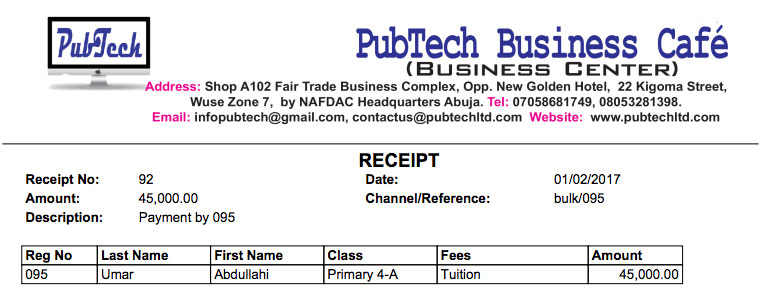 PubTech
PubTech Business Café
(BUSINESS CENTER)
Address: Shop A102 Fair Trade Business Complex, Opp. New Golden Hotel, 22 Kigoma Street,
Wuse Zone 7, by NAFDAC Headquarters Abuja. Tel: 07058681749, 08053281398.
Email: infopubtech@gmail.com, contactus@pubtechltd.com Website: www.pubtechltd.com
RECEIPT
Receipt No: 92 Date: 01/02/2017
Amount: 45,000.00 Channel/Reference: bulk/095
Description: Payment by 095
Reg No Last Name First Name Class Fees Amount
095 Umar Abdullahi Primary 4-A Tuition 45,000.00